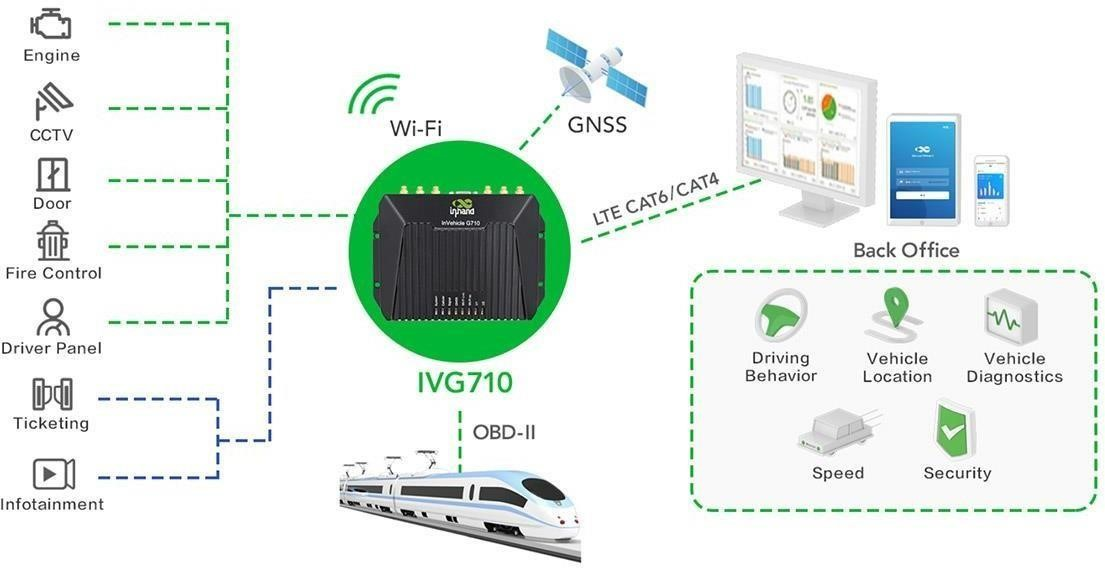 Engine
CCTV
Door
Fire Control
Driver Panel
Ticketing
Infotainment
Wi-Fi
GNSS
inhand
InVehicle G710
IVG710
OBD-II
LTE CAT6/CAT4
Back Office
Driving
Behavior
Vehicle
Location
Vehicle
Diagnostics
Speed
Security